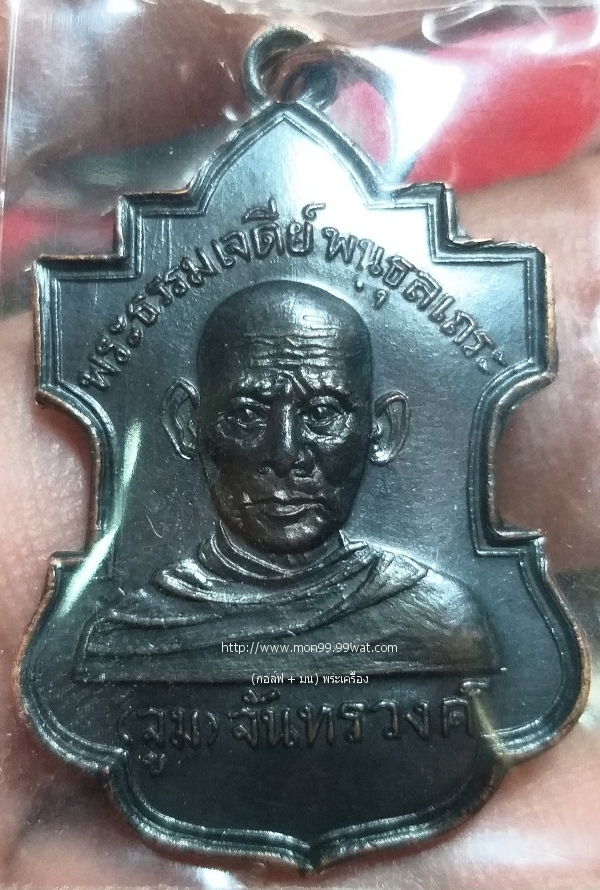 พระธรรมเจดีย์ พนฺธุลเถระ
http://www.mon99.99wat.com
(กอล์ฟ + มน) พระเครื่อง
(จูม) จันทรวงศ์